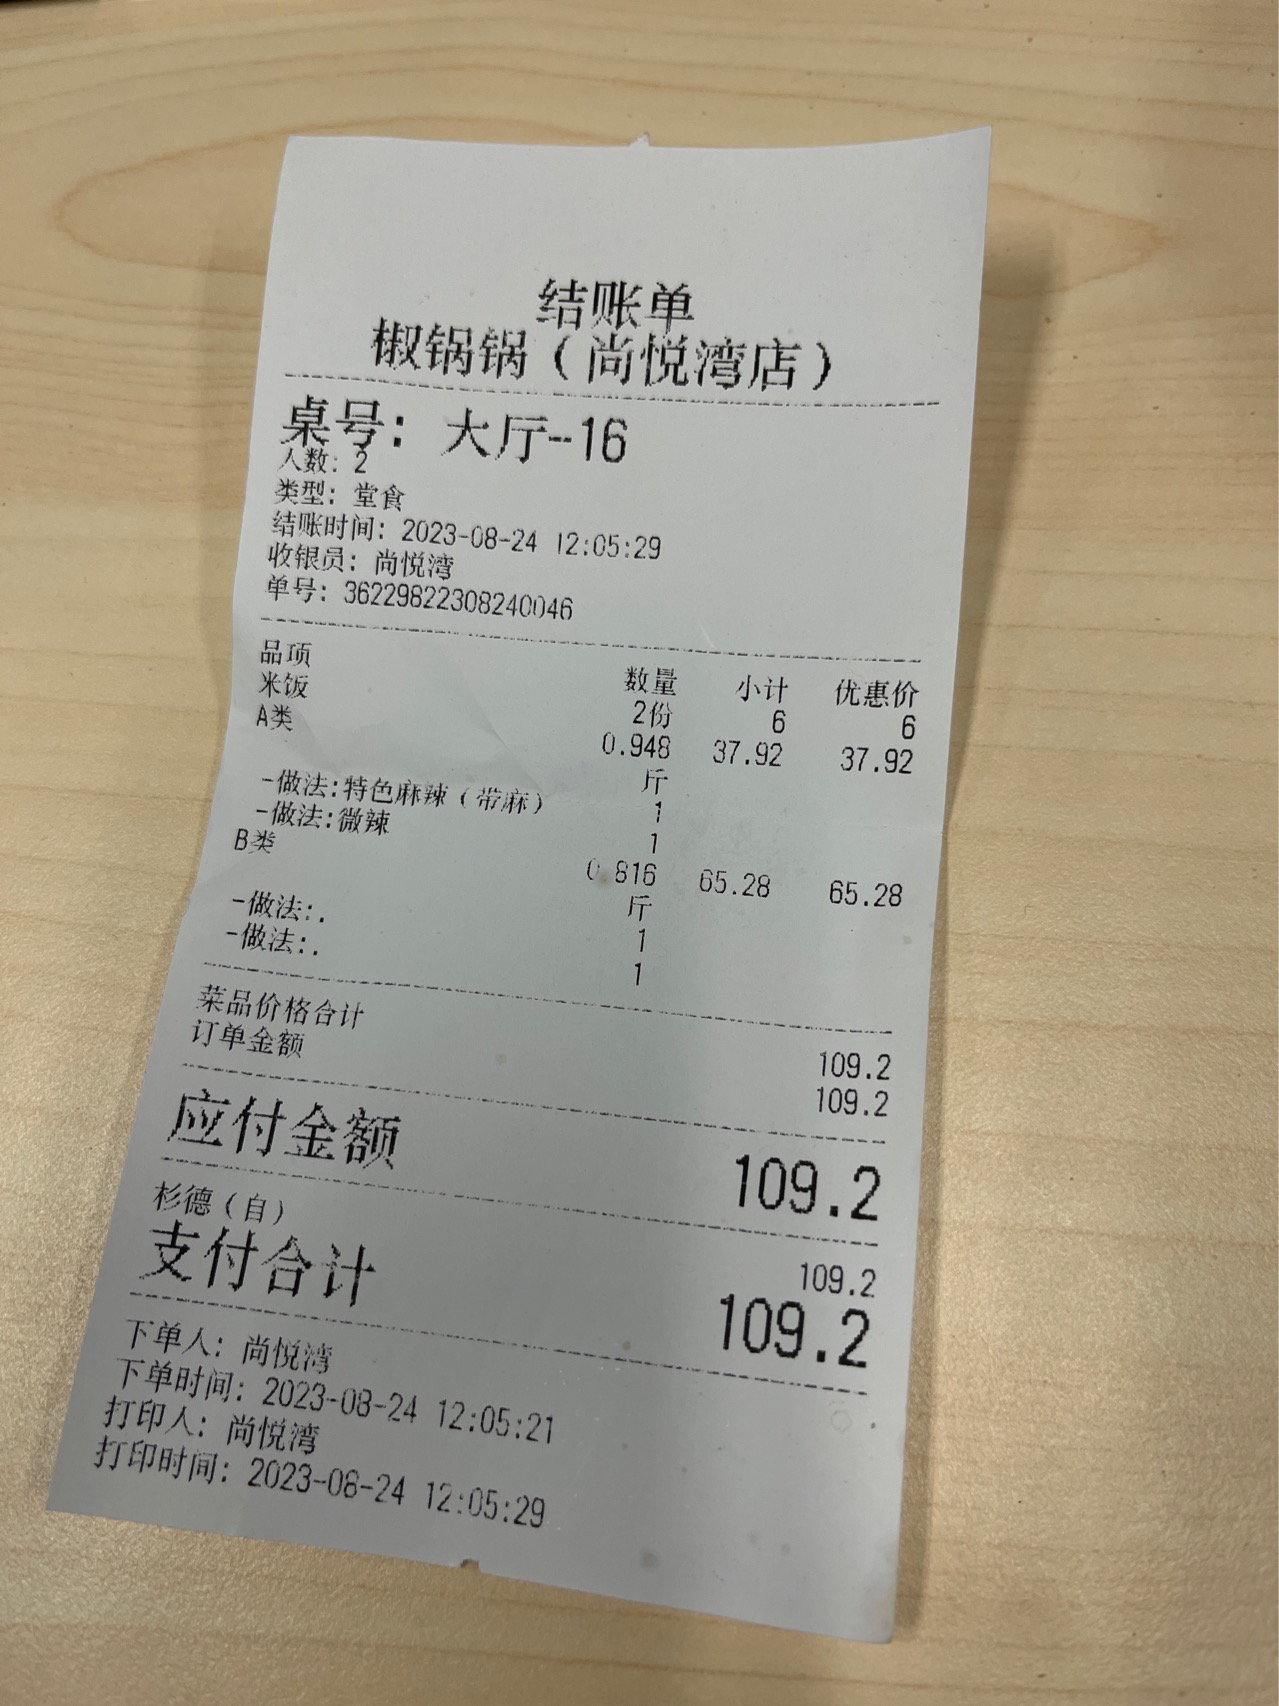 结账单
椒锅锅（尚悦湾店）
桌号： 大厅--16
人数: 2
类型: 堂食
结账时间: 2023-08-24 12:05:29
收银员: 尚悦湾
单号: 36229822308240046
品项 数量 小计 优惠价
米饭 2份 6 6
A类 0.948 37.92 37.92
斤
-做法:特色麻辣（带麻） 1
-做法:微辣 1
B类 0.816 65.28 65.28
斤
-做法:. 1
-做法:. 1
菜品价格合计 109.2
订单金额 109.2
应付金额 109.2
杉德（自） 109.2
支付合计 109.2
下单人: 尚悦湾
下单时间: 2023-08-24 12:05:21
打印人: 尚悦湾
打印时间: 2023-08-24 12:05:29